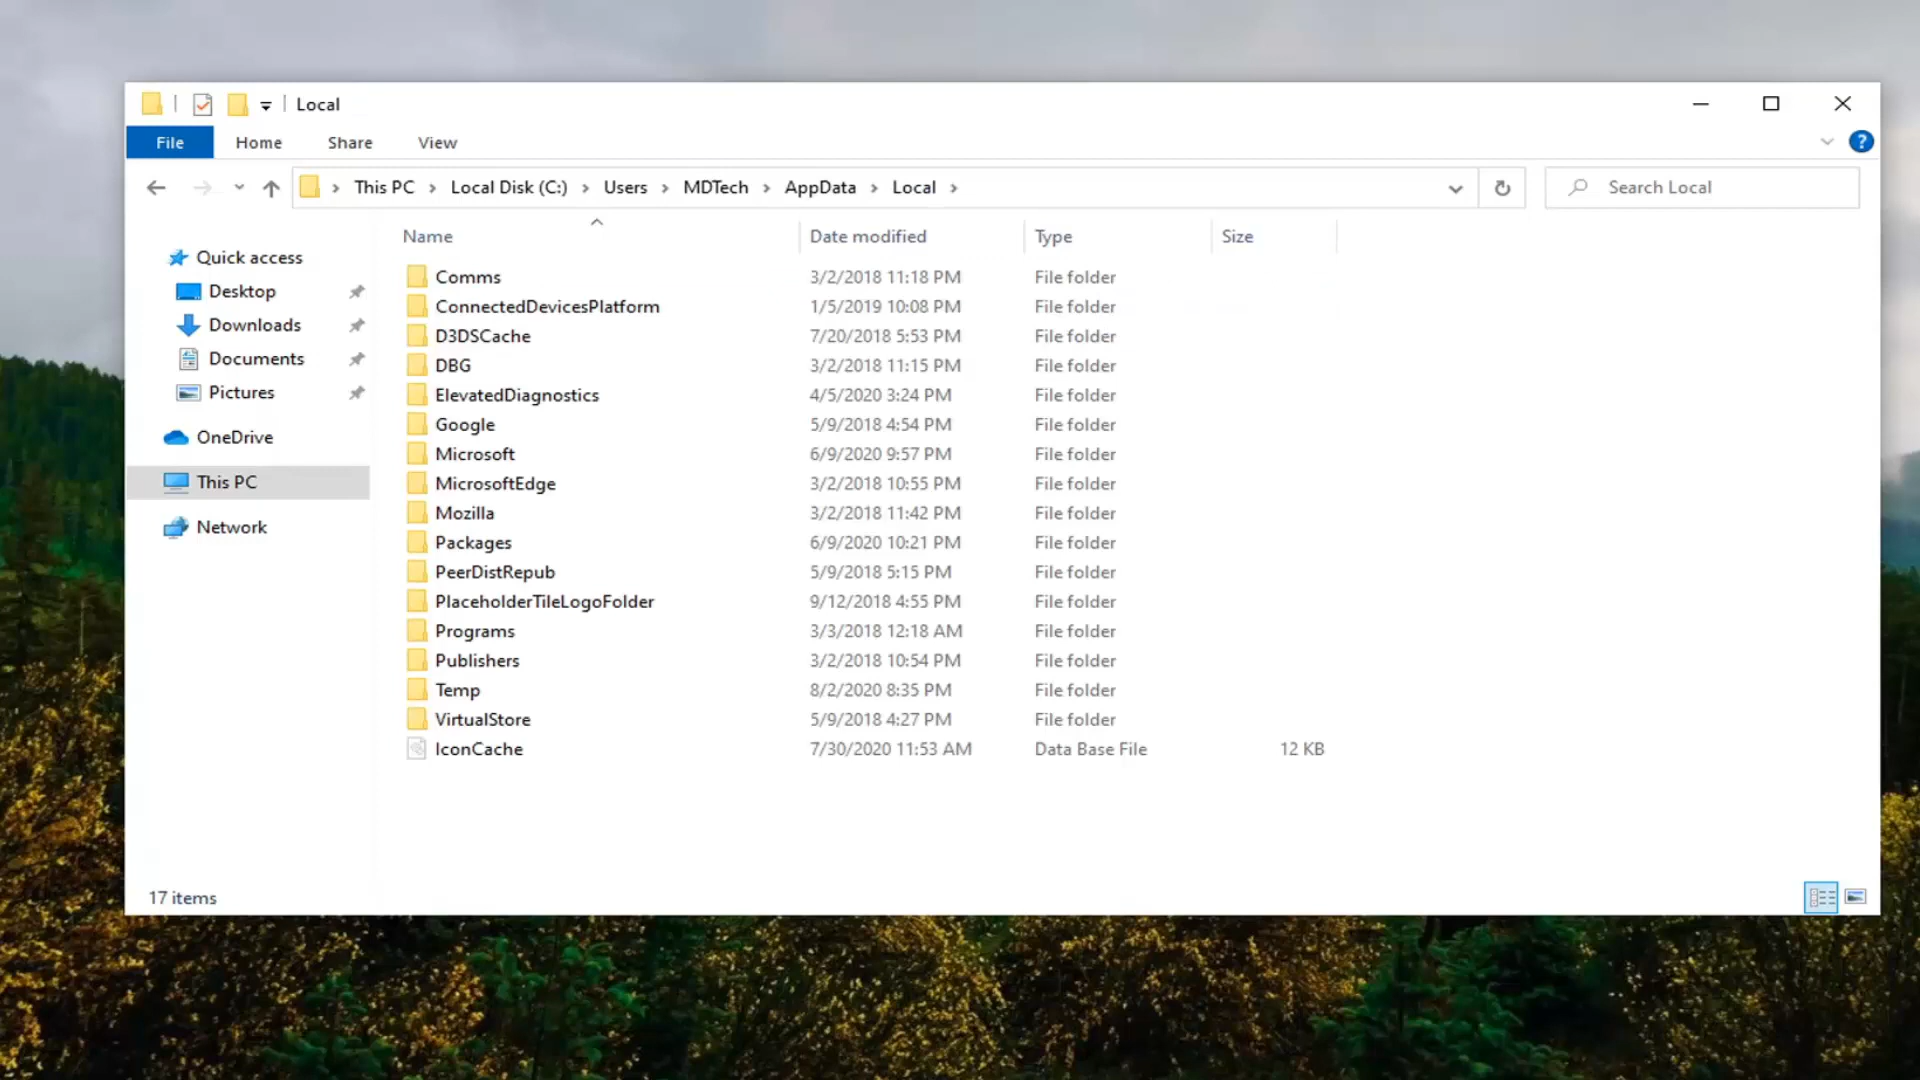 Local
File Home Share View
This PC Local Disk (C:) Users MDTech AppData Local
Search Local
Name Date modified Type Size
Quick access
Desktop
Downloads
Documents
Pictures
OneDrive
This PC
Network
Comms 3/2/2018 11:18 PM File folder
ConnectedDevicesPlatform 1/5/2019 10:08 PM File folder
D3DSCache 7/20/2018 5:53 PM File folder
DBG 3/2/2018 11:15 PM File folder
ElevatedDiagnostics 4/5/2020 3:24 PM File folder
Google 5/9/2018 4:54 PM File folder
Microsoft 6/9/2020 9:57 PM File folder
MicrosoftEdge 3/2/2018 10:55 PM File folder
Mozilla 3/2/2018 11:42 PM File folder
Packages 6/9/2020 10:21 PM File folder
PeerDistRepub 5/9/2018 5:15 PM File folder
PlaceholderTileLogoFolder 9/12/2018 4:55 PM File folder
Programs 3/3/2018 12:18 AM File folder
Publishers 3/2/2018 10:54 PM File folder
Temp 8/2/2020 8:35 PM File folder
VirtualStore 5/9/2018 4:27 PM File folder
IconCache 7/30/2020 11:53 AM Data Base File 12 KB
17 items